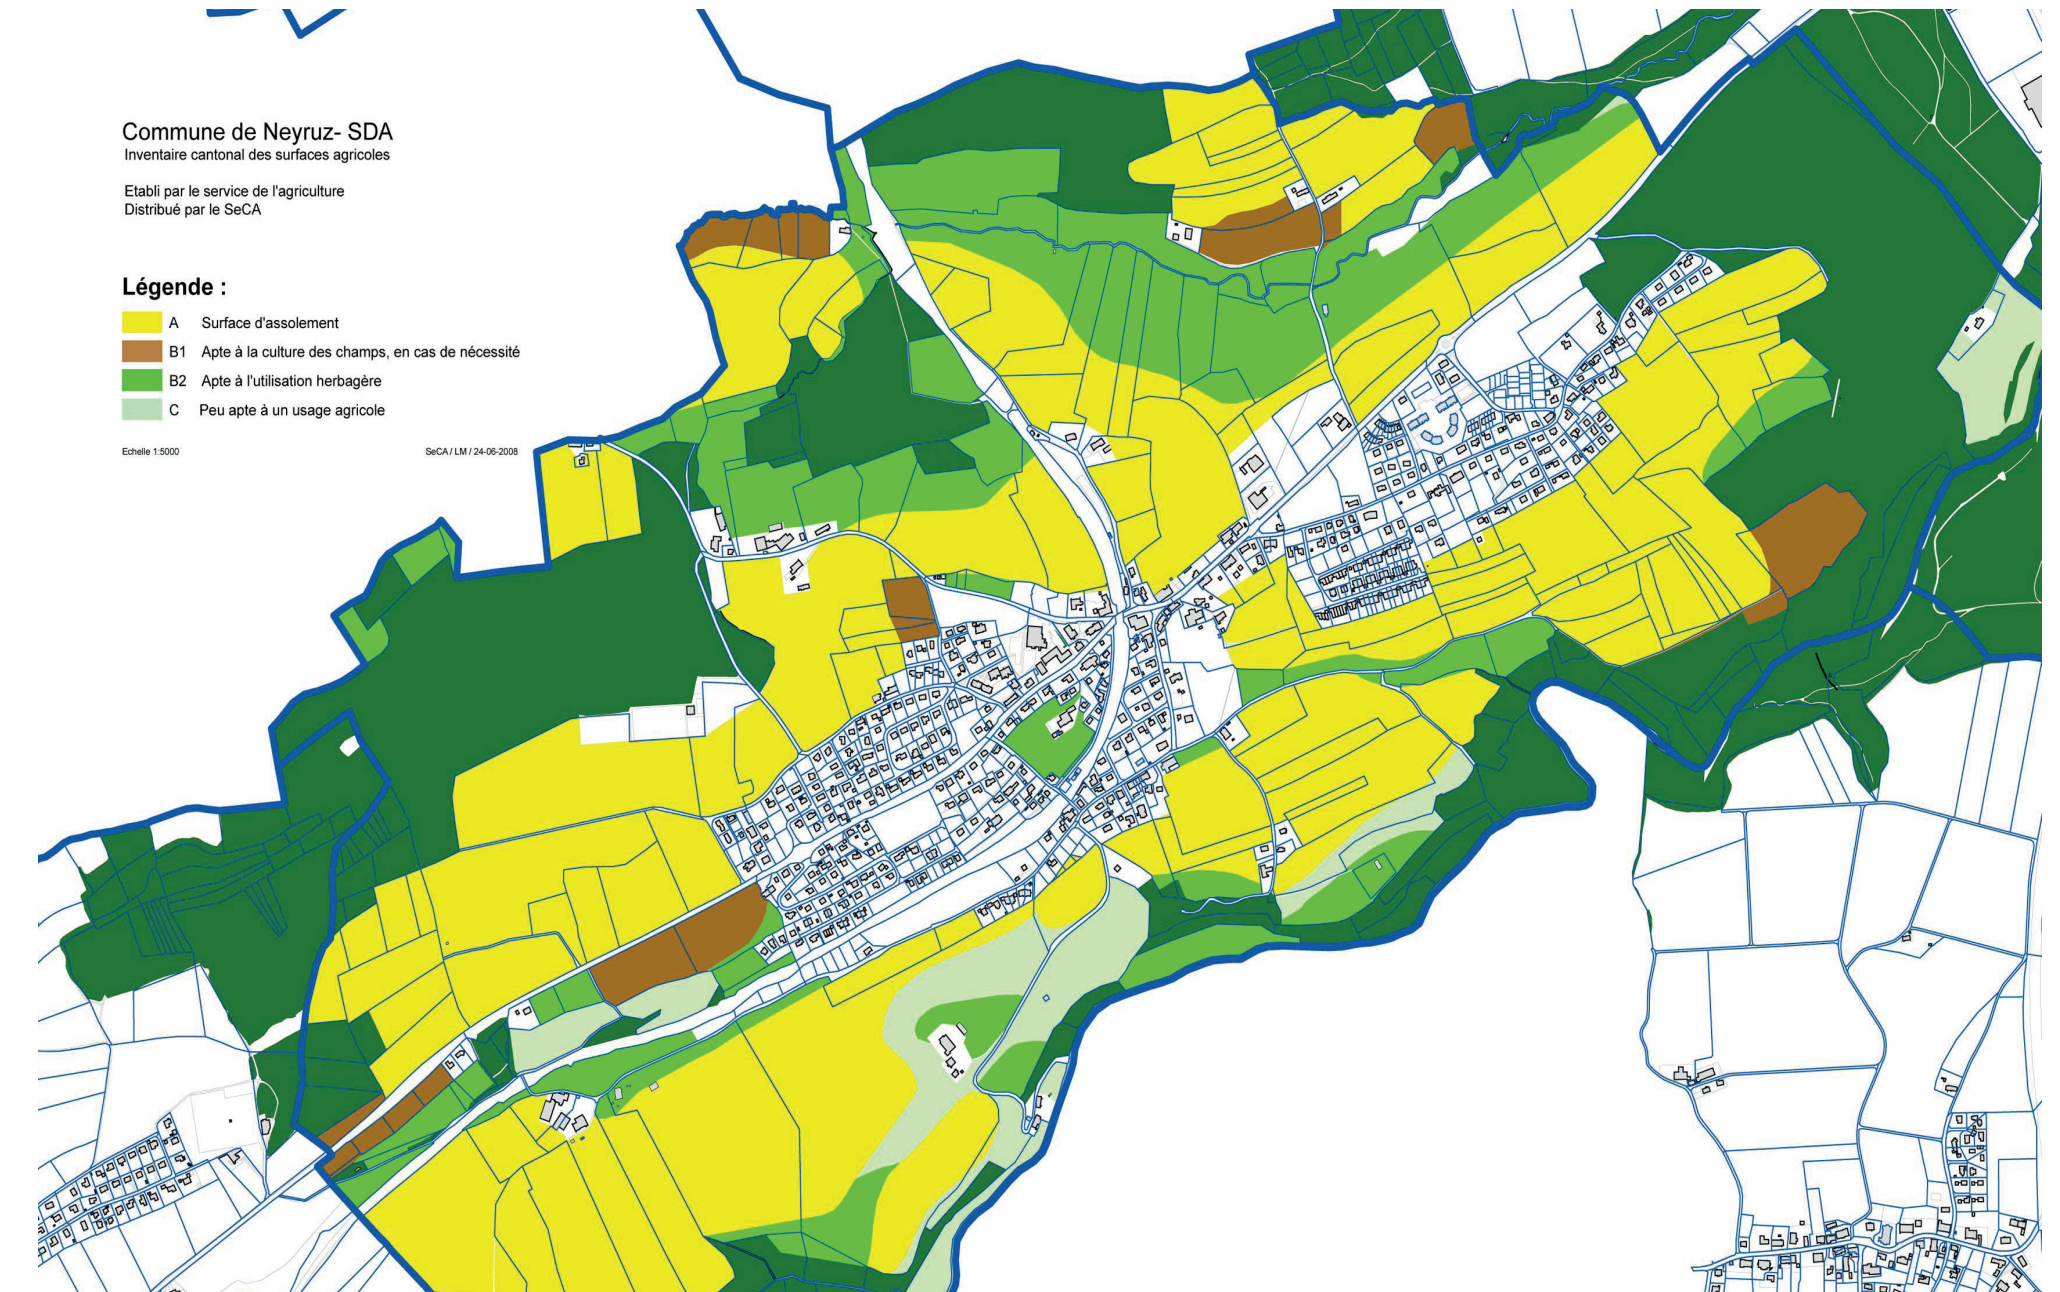 Commune de Neyruz- SDA
Inventaire cantonal des surfaces agricoles
Etabli par le service de l'agriculture
Distribué par le SeCA
Légende :
A Surface d'assolement
B1 Apte à la culture des champs, en cas de nécessité
B2 Apte à l'utilisation herbagère
C Peu apte à un usage agricole
Echelle 1:5000 SeCA / LM / 24-06-2008